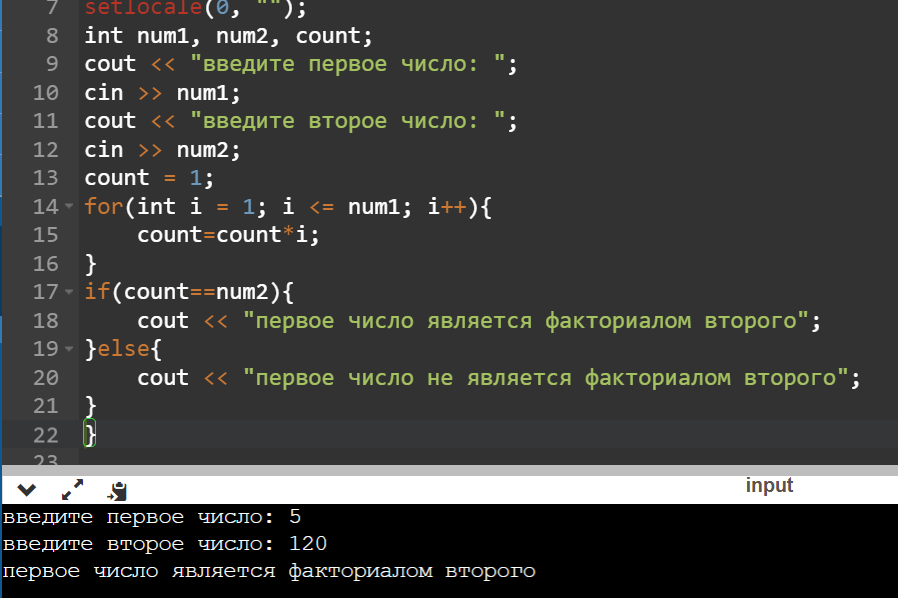 7 setlocale(0, "");
8 int num1, num2, count;
9 cout << "введите первое число: ";
10 cin >> num1;
11 cout << "введите второе число: ";
12 cin >> num2;
13 count = 1;
14 for(int i = 1; i <= num1; i++){
15     count=count*i;
16 }
17 if(count==num2){
18     cout << "первое число является факториалом второго";
19 }else{
20     cout << "первое число не является факториалом второго";
21 }
22 }
23
input
введите первое число: 5
введите второе число: 120
первое число является факториалом второго